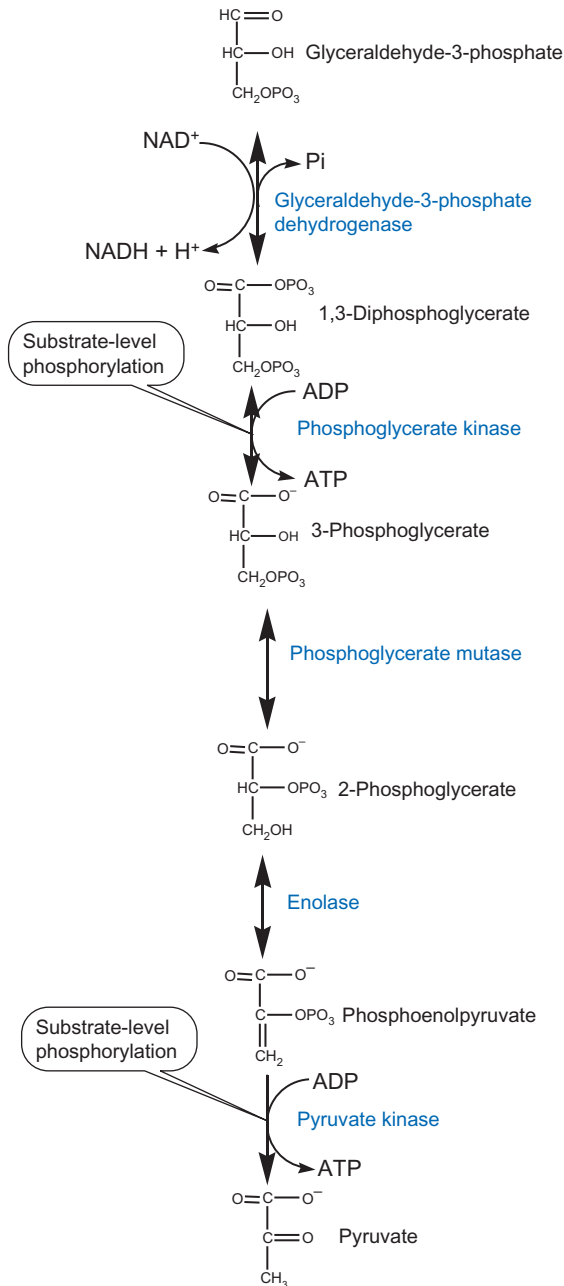 HC=O
HC—OH Glyceraldehyde-3-phosphate
CH₂OPO₃
NAD⁺
Pi
Glyceraldehyde-3-phosphate
dehydrogenase
NADH + H⁺
O=C—OPO₃
1,3-Diphosphoglycerate
HC—OH
CH₂OPO₃
Substrate-level
phosphorylation
ADP
Phosphoglycerate kinase
ATP
O=C—O⁻
3-Phosphoglycerate
HC—OH
CH₂OPO₃
Phosphoglycerate mutase
O=C—O⁻
HC—OPO₃ 2-Phosphoglycerate
CH₂OH
Enolase
O=C—O⁻
C—OPO₃ Phosphoenolpyruvate
CH₂
Substrate-level
phosphorylation
ADP
Pyruvate kinase
ATP
O=C—O⁻
C=O Pyruvate
CH₃